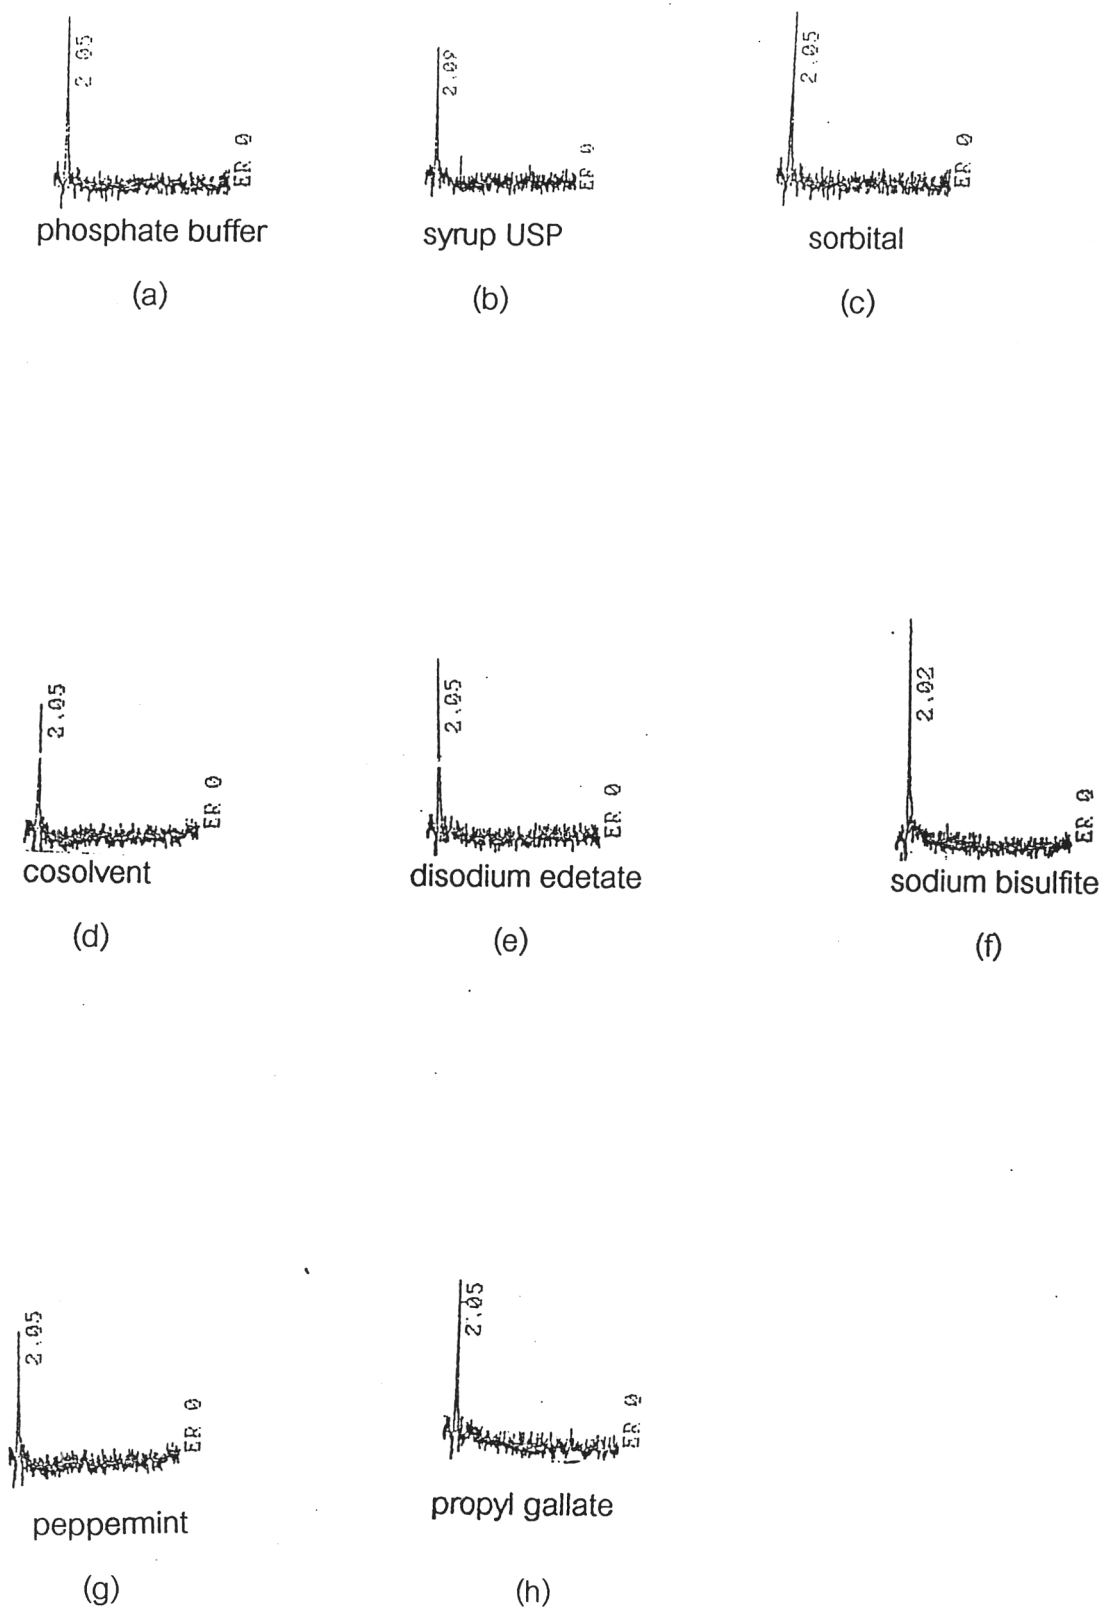 2.05
ER 0
phosphate buffer
(a)
2.09
0
syrup USP
(b)
2.05
ER 0
sorbital
(c)
2.05
ER 0
cosolvent
(d)
2.05
ER 0
disodium edetate
(e)
2.02
ER 0
sodium bisulfite
(f)
2.05
ER 0
peppermint
(g)
2.05
ER 0
propyl gallate
(h)